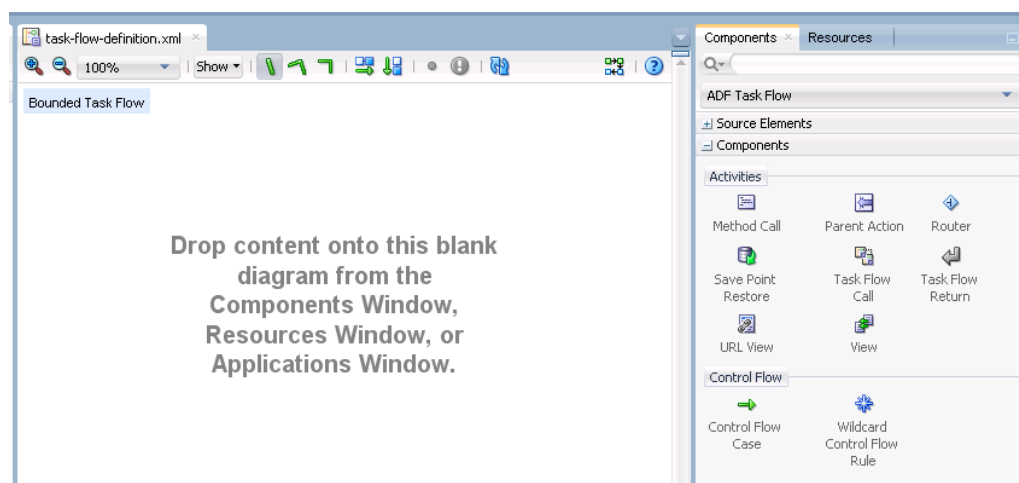 task-flow-definition.xml
100%
Show
Bounded Task Flow
Drop content onto this blank
diagram from the
Components Window,
Resources Window, or
Applications Window.
Components
Resources
ADF Task Flow
Source Elements
Components
Activities
Method Call
Parent Action
Router
Save Point
Restore
Task Flow
Call
Task Flow
Return
URL View
View
Control Flow
Control Flow
Case
Wildcard
Control Flow
Rule